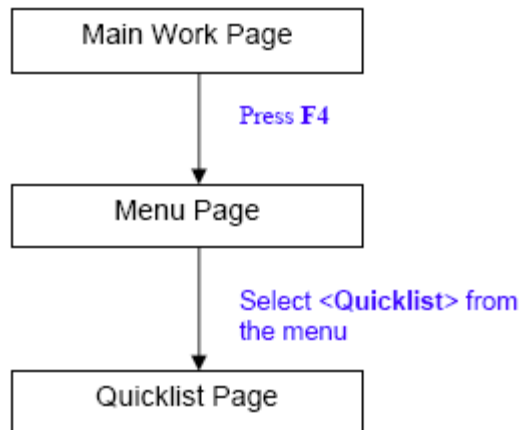 Main Work Page
Press F4
Menu Page
Select <Quicklist> from
the menu
Quicklist Page